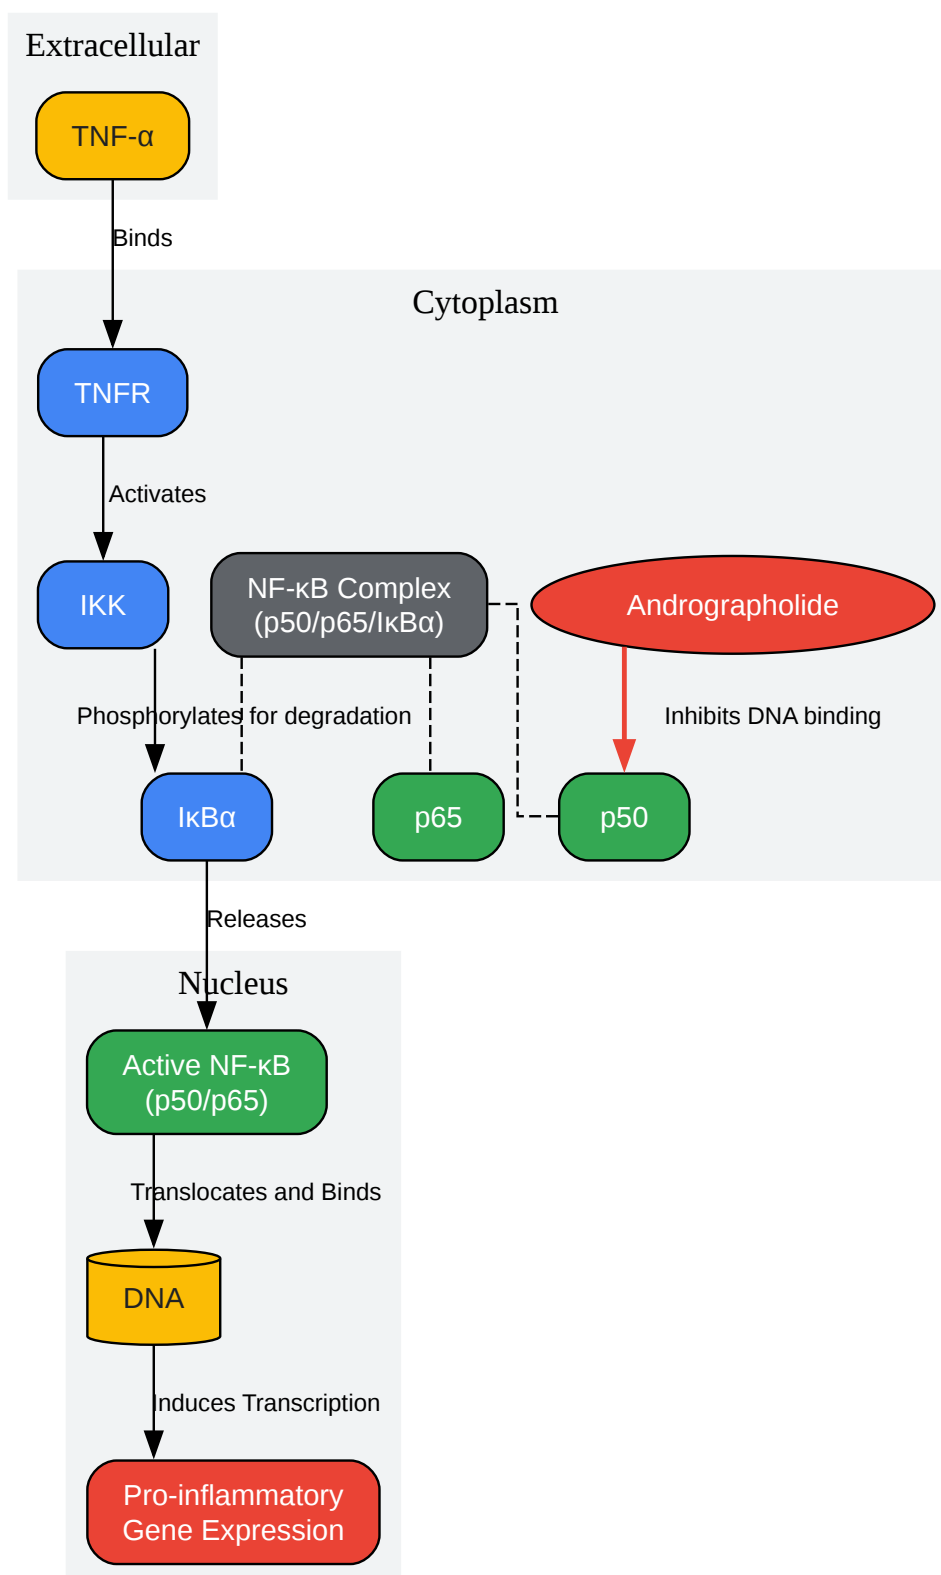 Extracellular
TNF-α
Binds
Cytoplasm
TNFR
Activates
IKK
NF-κB Complex
(p50/p65/IκBα)
Andrographolide
Phosphorylates for degradation
Inhibits DNA binding
IκBα
p65
p50
Releases
Nucleus
Active NF-κB
(p50/p65)
Translocates and Binds
DNA
Induces Transcription
Pro-inflammatory
Gene Expression